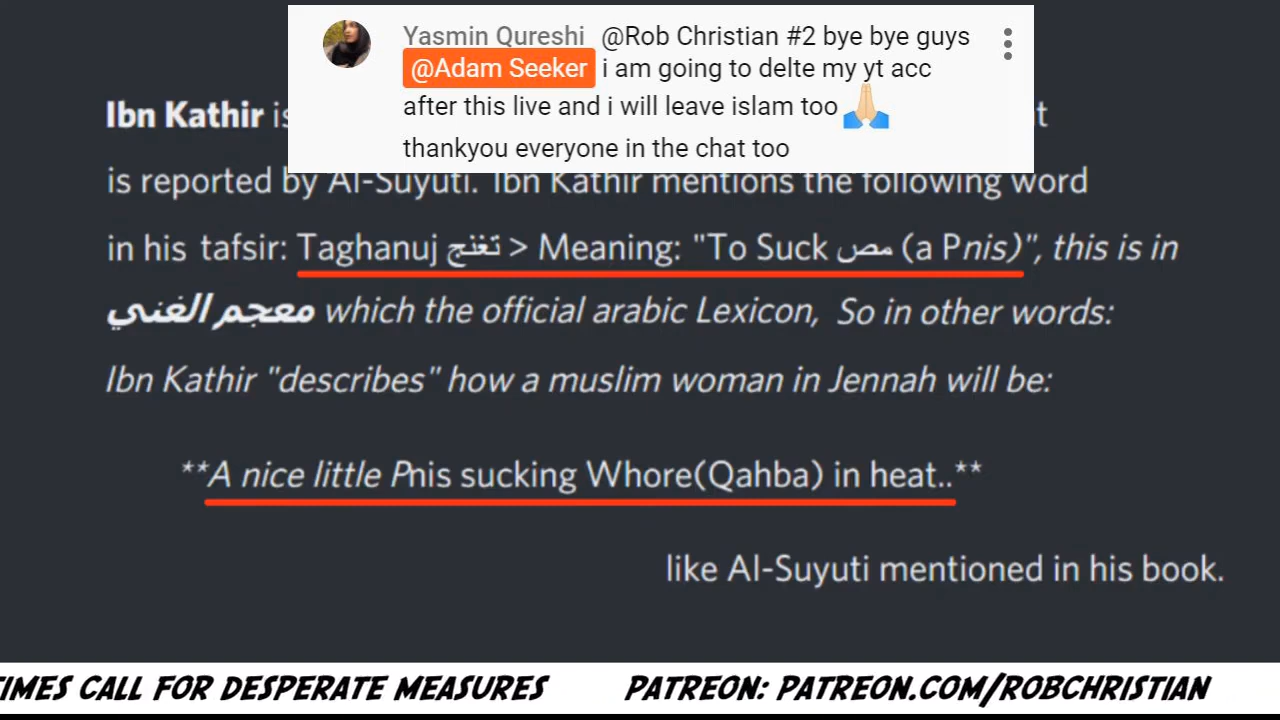 Yasmin Qureshi @Rob Christian #2 bye bye guys
@Adam Seeker i am going to delte my yt acc
after this live and i will leave islam too🙏🏻
thankyou everyone in the chat too
Ibn Kathir is
is reported by Al-Suyuti. Ibn Kathir mentions the following word
in his tafsir: Taghanuj تغنج > Meaning: "To Suck مص (a Pnis)", this is in
معجم الغني which the official arabic Lexicon, So in other words:
Ibn Kathir "describes" how a muslim woman in Jennah will be:
**A nice little Pnis sucking Whore(Qahba) in heat..**
like Al-Suyuti mentioned in his book.
TIMES CALL FOR DESPERATE MEASURES PATREON: PATREON.COM/ROBCHRISTIAN